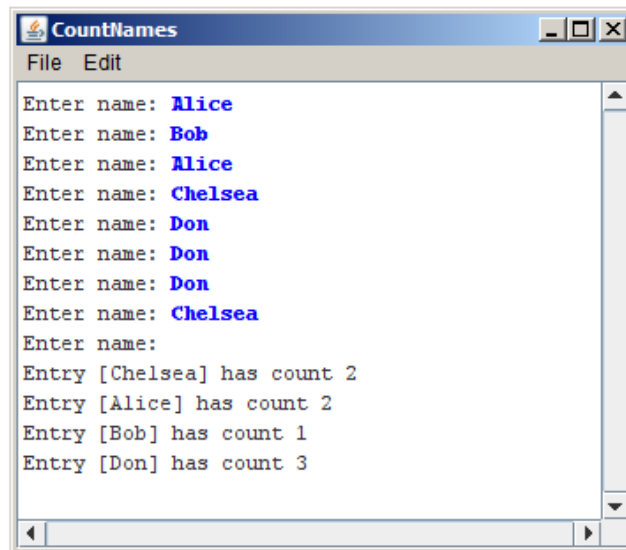 CountNames
File Edit
Enter name: Alice
Enter name: Bob
Enter name: Alice
Enter name: Chelsea
Enter name: Don
Enter name: Don
Enter name: Don
Enter name: Chelsea
Enter name:
Entry [Chelsea] has count 2
Entry [Alice] has count 2
Entry [Bob] has count 1
Entry [Don] has count 3